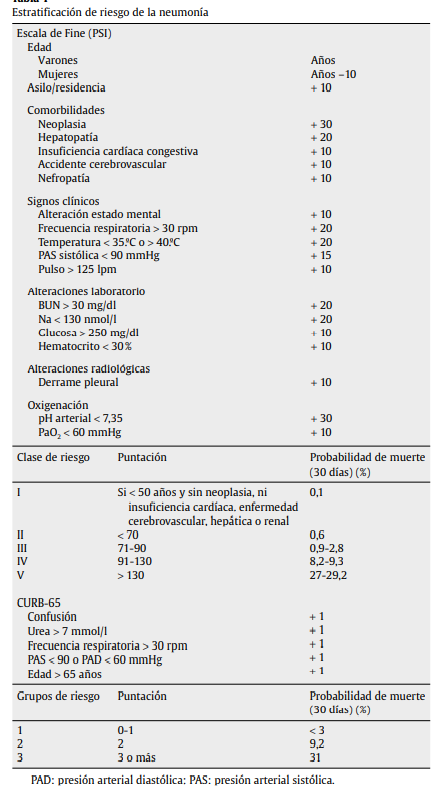 Tabla 1
Estratificación de riesgo de la neumonía
Escala de Fine (PSI)
Edad
Varones Años
Mujeres Años –10
Asilo/residencia + 10
Comorbilidades
Neoplasia + 30
Hepatopatía + 20
Insuficiencia cardíaca congestiva + 10
Accidente cerebrovascular + 10
Nefropatía + 10
Signos clínicos
Alteración estado mental + 10
Frecuencia respiratoria > 30 rpm + 20
Temperatura < 35.ºC o > 40.ºC + 20
PAS sistólica < 90 mmHg + 15
Pulso > 125 lpm + 10
Alteraciones laboratorio
BUN > 30 mg/dl + 20
Na < 130 nmol/l + 20
Glucosa > 250 mg/dl + 10
Hematocrito < 30% + 10
Alteraciones radiológicas
Derrame pleural + 10
Oxigenación
pH arterial < 7,35 + 30
PaO₂ < 60 mmHg + 10
Clase de riesgo Puntación Probabilidad de muerte
(30 días) (%)
I Si < 50 años y sin neoplasia, ni 0,1
insuficiencia cardíaca, enfermedad
cerebrovascular, hepática o renal
II < 70 0,6
III 71-90 0,9-2,8
IV 91-130 8,2-9,3
V > 130 27-29,2
CURB-65
Confusión + 1
Urea > 7 mmol/l + 1
Frecuencia respiratoria > 30 rpm + 1
PAS < 90 o PAD < 60 mmHg + 1
Edad > 65 años + 1
Grupos de riesgo Puntación Probabilidad de muerte
(30 días) (%)
1 0-1 < 3
2 2 9,2
3 3 o más 31
PAD: presión arterial diastólica; PAS: presión arterial sistólica.